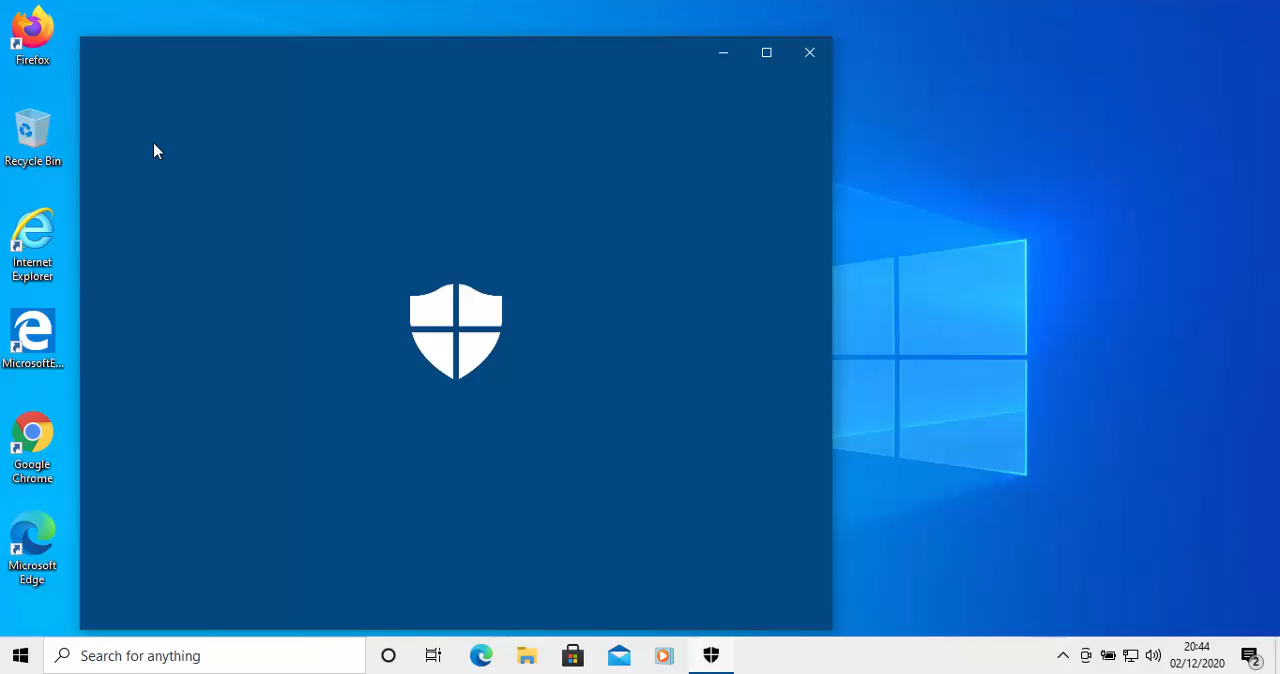 Firefox
Recycle Bin
Internet
Explorer
MicrosoftE...
Google
Chrome
Microsoft
Edge
Search for anything
20:44
02/12/2020
2